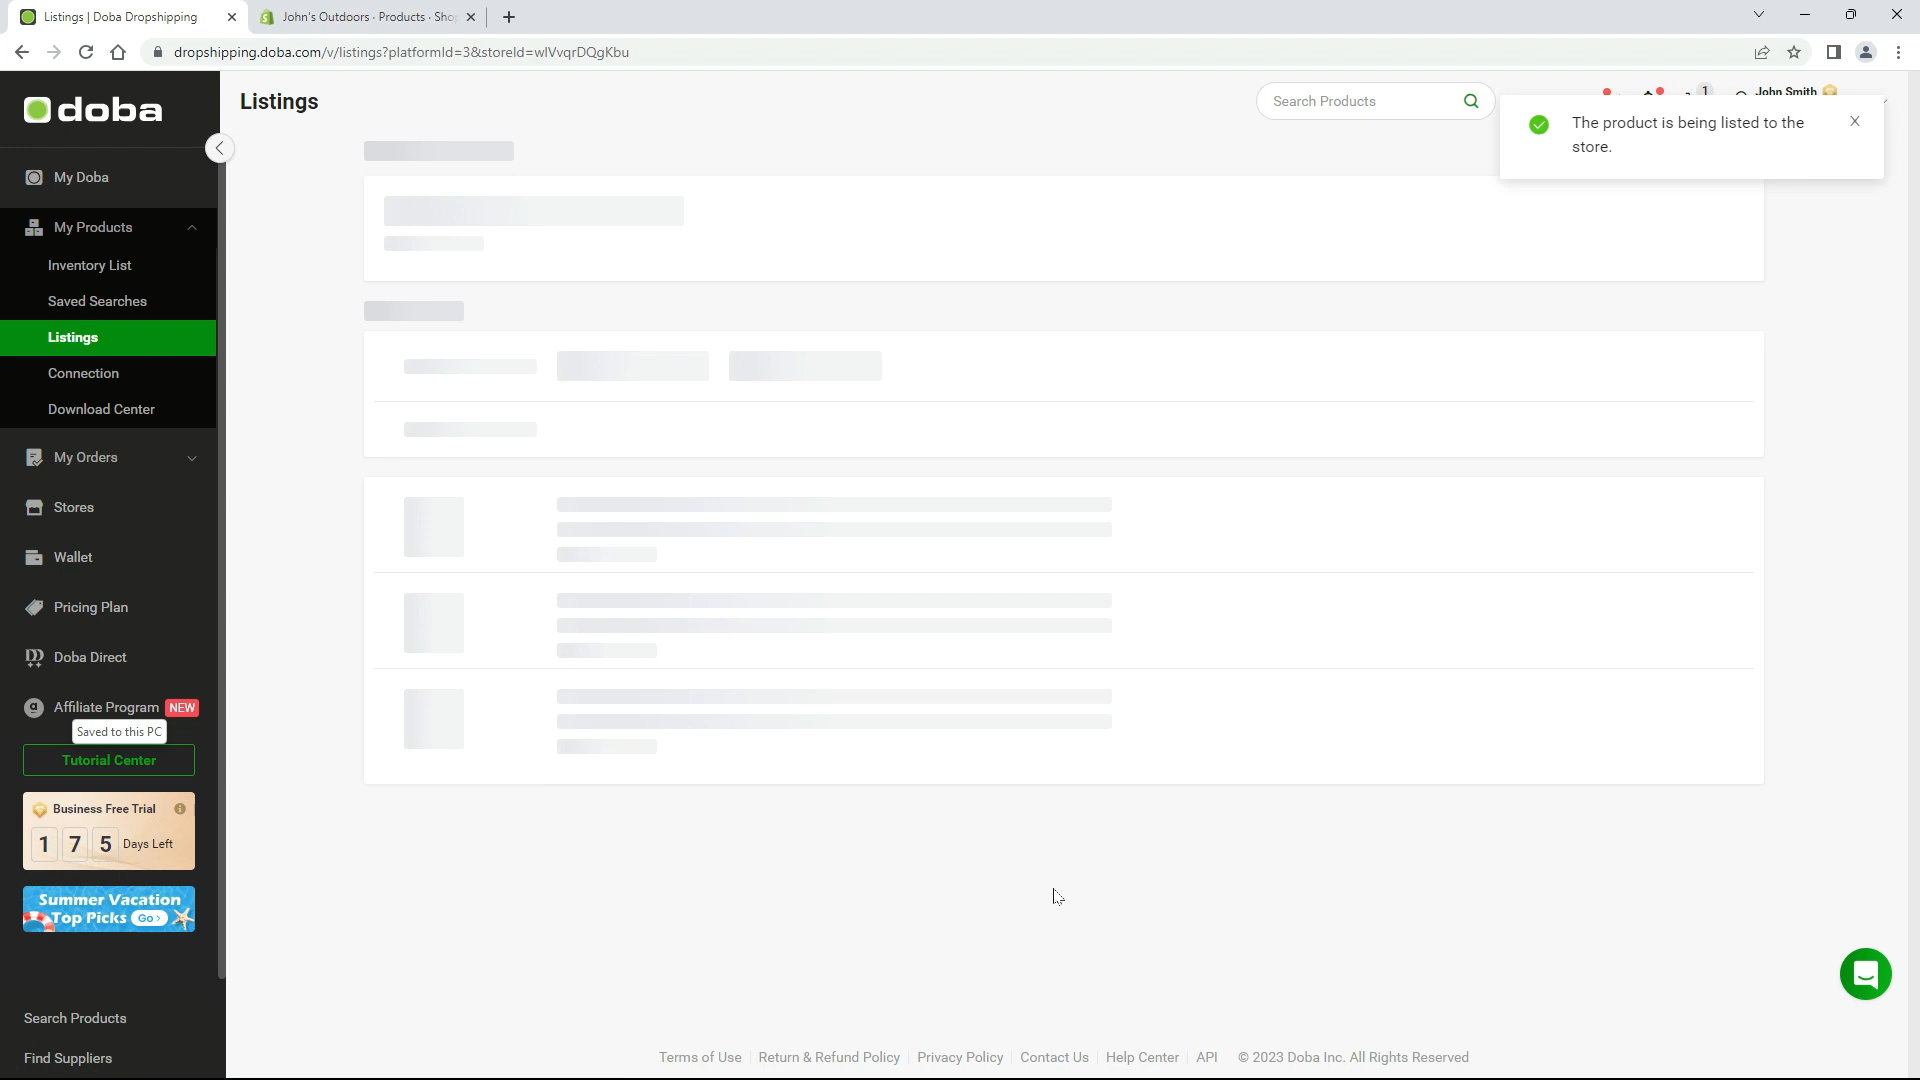 Listings | Doba Dropshipping
John's Outdoors · Products · Sho
dropshipping.doba.com/v/listings?platformId=3&storeId=wlVvqrDQgKbu
doba
Listings
Search Products
1
John Smith
The product is being listed to the
store.
My Doba
My Products
Inventory List
Saved Searches
Listings
Connection
Download Center
My Orders
Stores
Wallet
Pricing Plan
Doba Direct
Affiliate Program NEW
Saved to this PC
Tutorial Center
Business Free Trial
1 7 5 Days Left
Summer Vacation
Top Picks Go >
Search Products
Find Suppliers
Terms of Use Return & Refund Policy Privacy Policy Contact Us Help Center API © 2023 Doba Inc. All Rights Reserved